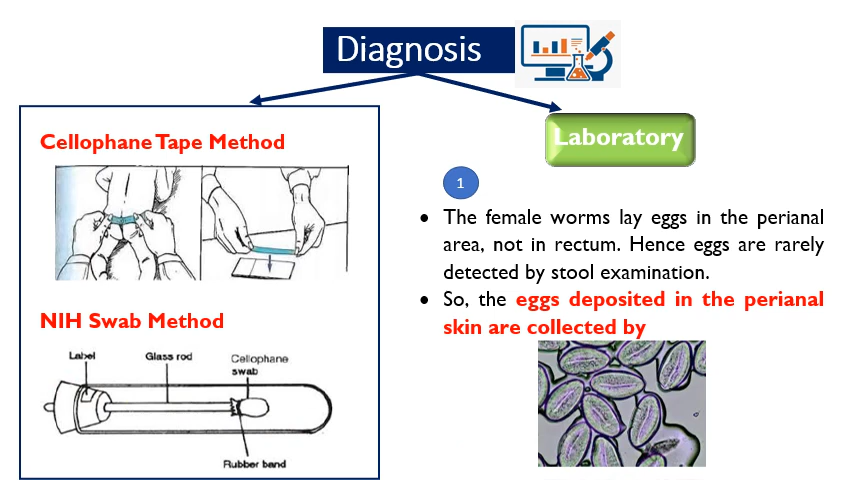 Diagnosis
Cellophane Tape Method
NIH Swab Method
Label
Glass rod
Cellophane
swab
Rubber band
Laboratory
1
• The female worms lay eggs in the perianal
area, not in rectum. Hence eggs are rarely
detected by stool examination.
• So, the eggs deposited in the perianal
skin are collected by